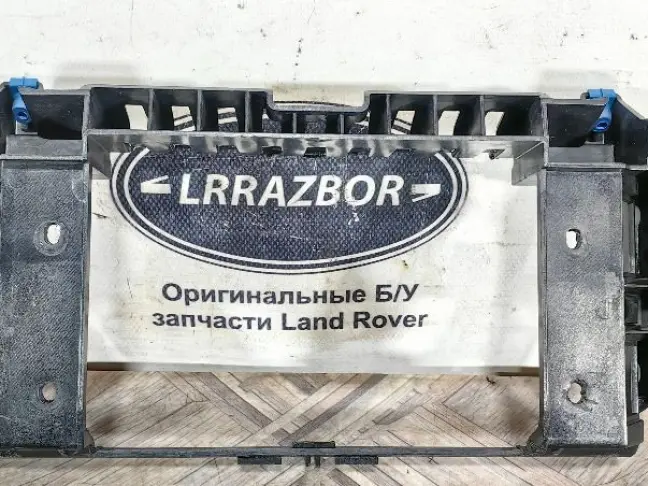 LRRAZBOR
Оригинальные Б/У
запчасти Land Rover